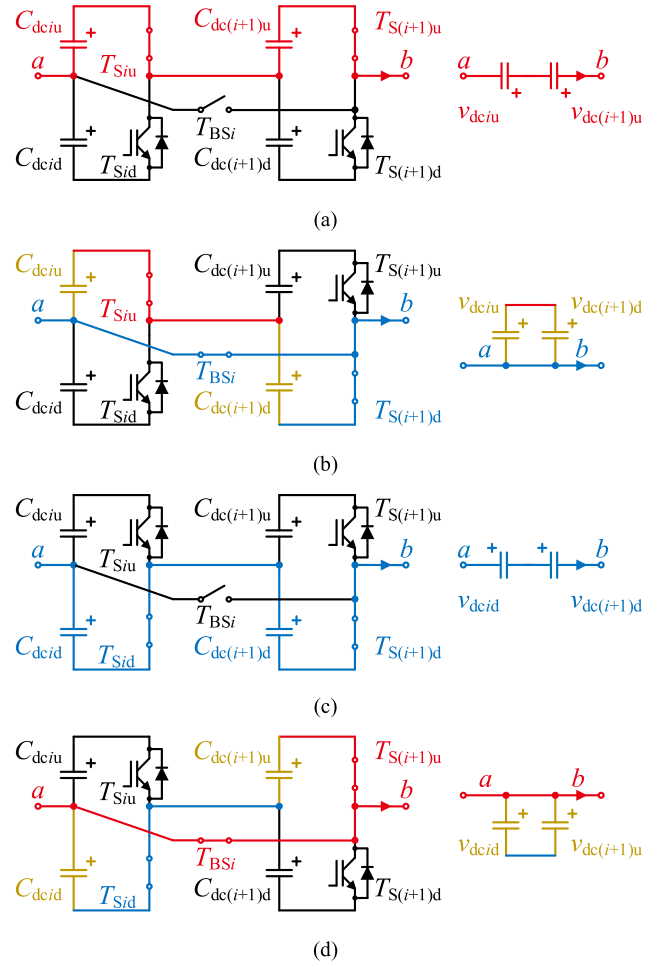 C_dciu + C_dc(i+1)u + T_S(i+1)u
a T_Siu b a b
+ +
T_BSi v_dciu v_dc(i+1)u
+ +
C_dcid T_Sid C_dc(i+1)d T_S(i+1)d
(a)
C_dciu + C_dc(i+1)u + T_S(i+1)u
a T_Siu b v_dciu v_dc(i+1)d
+ +
T_BSi a b
+ +
C_dcid T_Sid C_dc(i+1)d T_S(i+1)d
(b)
C_dciu + C_dc(i+1)u + T_S(i+1)u
a T_Siu b a + + b
T_BSi v_dcid v_dc(i+1)d
+ +
C_dcid T_Sid C_dc(i+1)d T_S(i+1)d
(c)
C_dciu + C_dc(i+1)u + T_S(i+1)u
a T_Siu b a b
+ +
T_BSi v_dcid v_dc(i+1)u
+ +
C_dcid T_Sid C_dc(i+1)d T_S(i+1)d
(d)